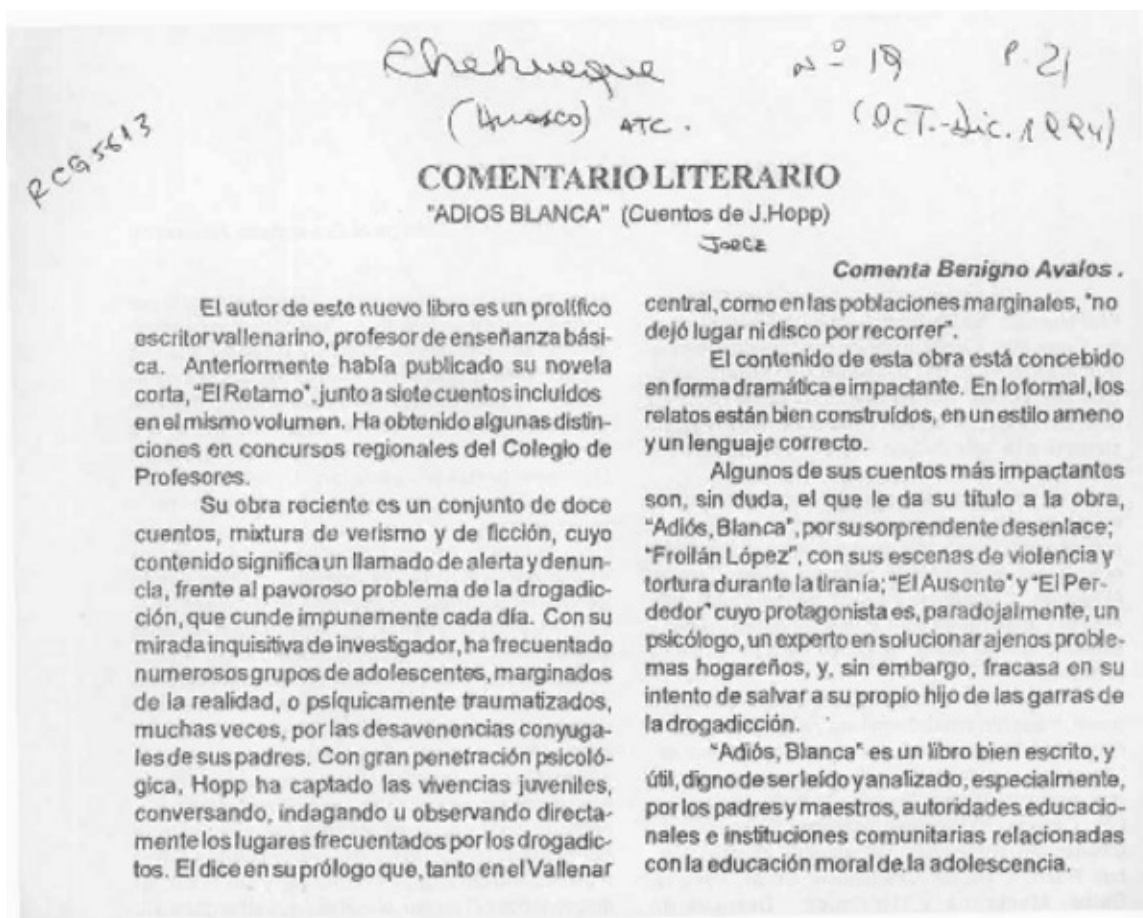 Chehueque Nº 19 P. 21
(Huasco) ATC. (OCT.-Dic. 1994)
RCG5613
COMENTARIO LITERARIO
"ADIOS BLANCA" (Cuentos de J.Hopp)
JORGE
Comenta Benigno Avalos .
El autor de este nuevo libro es un prolífico
escritor vallenarino, profesor de enseñanza bási-
ca. Anteriormente había publicado su novela
corta, "El Retamo", junto a siete cuentos incluidos
en el mismo volumen. Ha obtenido algunas distin-
ciones en concursos regionales del Colegio de
Profesores.
Su obra reciente es un conjunto de doce
cuentos, mixtura de verismo y de ficción, cuyo
contenido significa un llamado de alerta y denun-
cia, frente al pavoroso problema de la drogadic-
ción, que cunde impunemente cada día. Con su
mirada inquisitiva de investigador, ha frecuentado
numerosos grupos de adolescentes, marginados
de la realidad, o psíquicamente traumatizados,
muchas veces, por las desavenencias conyuga-
les de sus padres. Con gran penetración psicoló-
gica, Hopp ha captado las vivencias juveniles,
conversando, indagando u observando directa-
mente los lugares frecuentados por los drogadic-
tos. El dice en su prólogo que, tanto en el Vallenar
central, como en las poblaciones marginales, "no
dejó lugar ni disco por recorrer".
El contenido de esta obra está concebido
en forma dramática e impactante. En lo formal, los
relatos están bien construídos, en un estilo ameno
y un lenguaje correcto.
Algunos de sus cuentos más impactantes
son, sin duda, el que le da su título a la obra,
"Adiós, Blanca", por su sorprendente desenlace;
"Froilán López", con sus escenas de violencia y
tortura durante la tiranía; "El Ausente" y "El Per-
dedor" cuyo protagonista es, paradojalmente, un
psicólogo, un experto en solucionar ajenos proble-
mas hogareños, y, sin embargo, fracasa en su
intento de salvar a su propio hijo de las garras de
la drogadicción.
"Adiós, Blanca" es un libro bien escrito, y
útil, digno de ser leído y analizado, especialmente,
por los padres y maestros, autoridades educacio-
nales e instituciones comunitarias relacionadas
con la educación moral de la adolescencia.